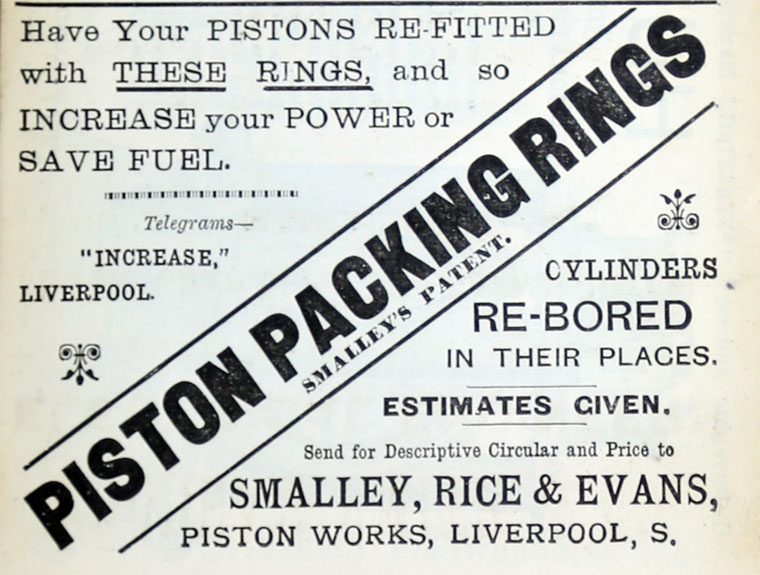 Have Your PISTONS RE-FITTED
with THESE RINGS, and so
INCREASE your POWER or
SAVE FUEL.
Telegrams—
"INCREASE,"
LIVERPOOL.
PISTON PACKING RINGS
SMALLEY'S PATENT.
CYLINDERS
RE-BORED
IN THEIR PLACES.
ESTIMATES GIVEN.
Send for Descriptive Circular and Price to
SMALLEY, RICE & EVANS,
PISTON WORKS, LIVERPOOL, S.